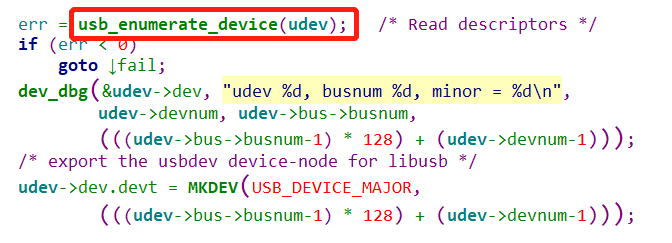 err = usb_enumerate_device(udev);   /* Read descriptors */
if (err < 0)
    goto ↓fail;
dev_dbg(&udev->dev, "udev %d, busnum %d, minor = %d\n",
        udev->devnum, udev->bus->busnum,
        (((udev->bus->busnum-1) * 128) + (udev->devnum-1)));
/* export the usbdev device-node for libusb */
udev->dev.devt = MKDEV(USB_DEVICE_MAJOR,
        (((udev->bus->busnum-1) * 128) + (udev->devnum-1)));